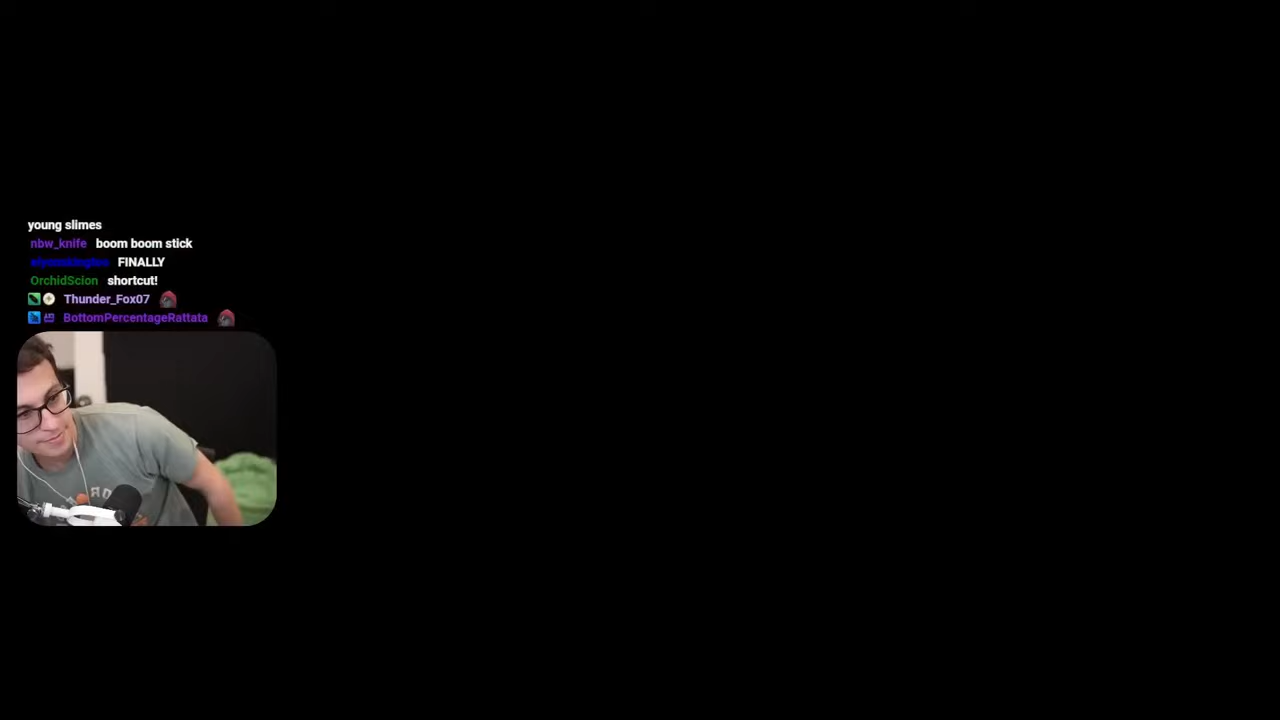 young slimes
nbw_knife boom boom stick
FINALLY
OrchidScion shortcut!
Thunder_Fox07
BottomPercentageRattata